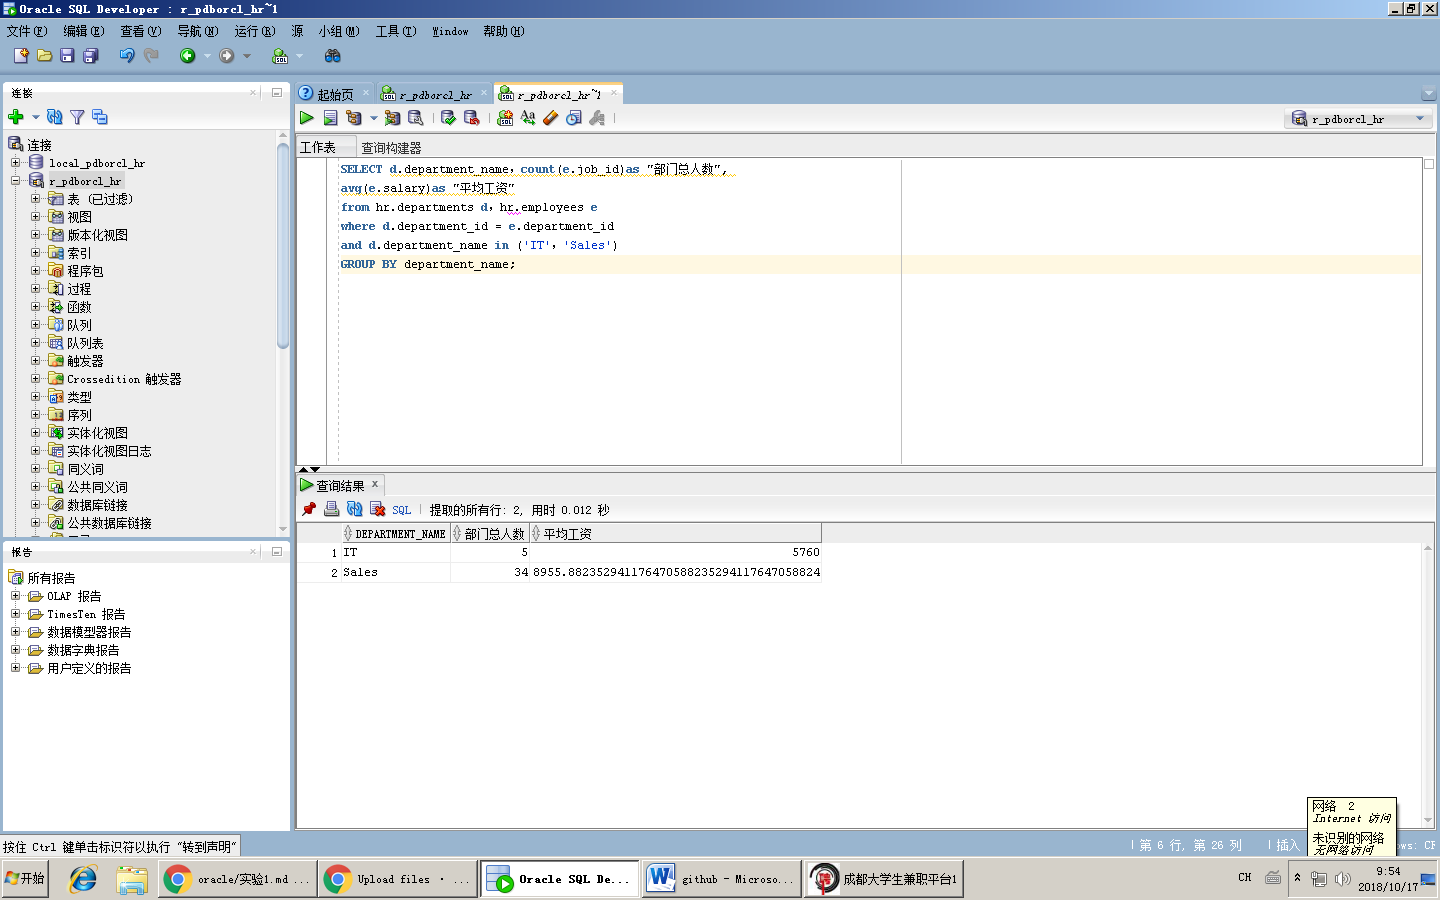 Oracle SQL Developer : r_pdborcl_hr~1
文件(F) 编辑(E) 查看(V) 导航(N) 运行(R) 源 小组(M) 工具(T) Window 帮助(H)
连接
起始页 r_pdborcl_hr r_pdborcl_hr~1
r_pdborcl_hr
工作表 查询构建器
连接
local_pdborcl_hr
r_pdborcl_hr
表 (已过滤)
视图
版本化视图
索引
程序包
过程
函数
队列
队列表
触发器
Crossedition 触发器
类型
序列
实体化视图
实体化视图日志
同义词
公共同义词
数据库链接
公共数据库链接
SELECT d.department_name，count(e.job_id)as "部门总人数"，
avg(e.salary)as "平均工资"
from hr.departments d，hr.employees e
where d.department_id = e.department_id
and d.department_name in ('IT'，'Sales')
GROUP BY department_name;
查询结果
SQL 提取的所有行: 2, 用时 0.012 秒
DEPARTMENT_NAME 部门总人数 平均工资
1 IT 5 5760
2 Sales 34 8955.88235294117647058823529411764705882​4
报告
所有报告
OLAP 报告
TimesTen 报告
数据模型器报告
数据字典报告
用户定义的报告
网络 2
Internet 访问
未识别的网络
无网络访问
按住 Ctrl 键单击标识符以执行 "转到声明"
第 6 行, 第 26 列 插入 ows: CF
开始 oracle/实验1.md ... Upload files · ... Oracle SQL De... github - Microso... 成都大学生兼职平台1
CH 9:54
2018/10/17